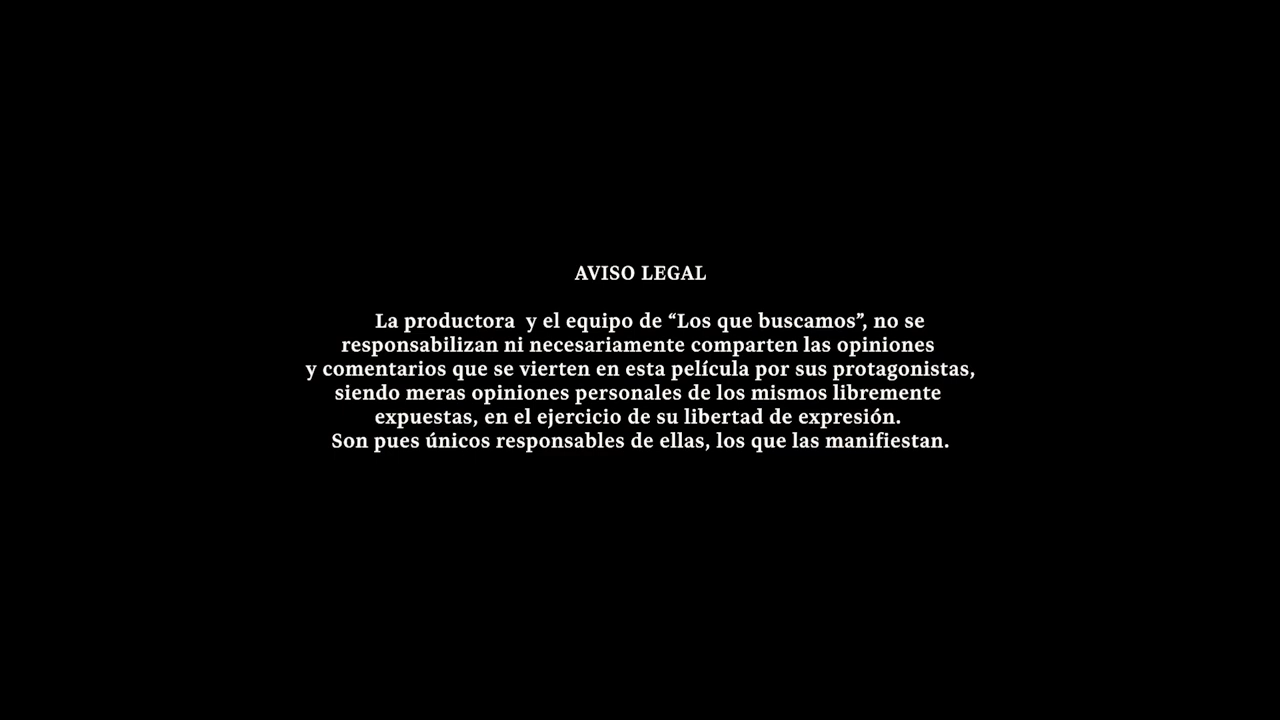 AVISO LEGAL
La productora  y el equipo de “Los que buscamos”, no se
responsabilizan ni necesariamente comparten las opiniones
y comentarios que se vierten en esta película por sus protagonistas,
siendo meras opiniones personales de los mismos libremente
expuestas, en el ejercicio de su libertad de expresión.
Son pues únicos responsables de ellas, los que las manifiestan.